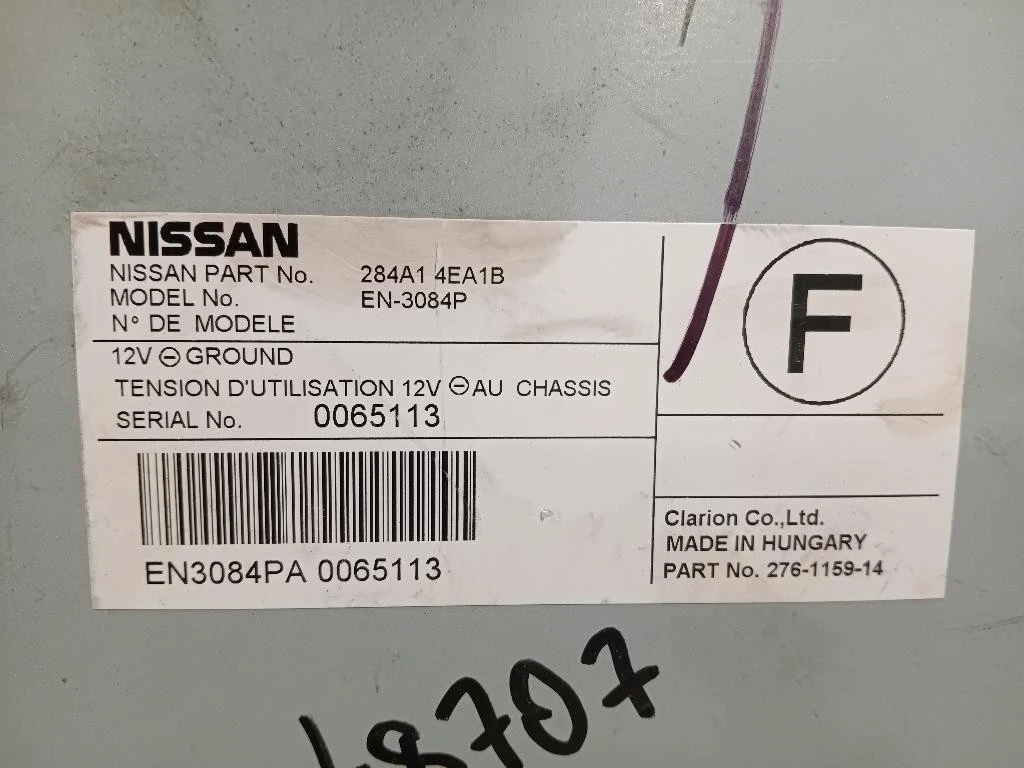 NISSAN
NISSAN PART No. 284A1 4EA1B
MODEL No. EN-3084P
N° DE MODELE
12V ⊖ GROUND
TENSION D'UTILISATION 12V ⊖ AU CHASSIS
SERIAL No. 0065113
EN3084PA 0065113
F
Clarion Co.,Ltd.
MADE IN HUNGARY
PART No. 276-1159-14